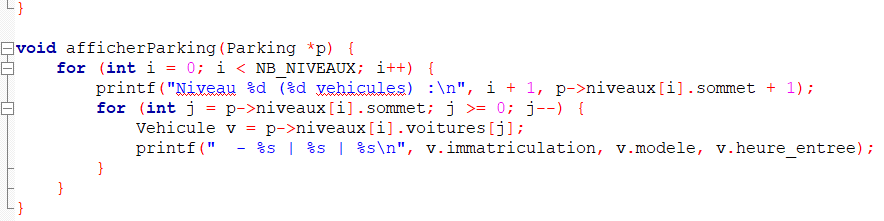 }
void afficherParking(Parking *p) {
    for (int i = 0; i < NB_NIVEAUX; i++) {
        printf("Niveau %d (%d vehicules) :\n", i + 1, p->niveaux[i].sommet + 1);
        for (int j = p->niveaux[i].sommet; j >= 0; j--) {
            Vehicule v = p->niveaux[i].voitures[j];
            printf("  - %s | %s | %s\n", v.immatriculation, v.modele, v.heure_entree);
        }
    }
}